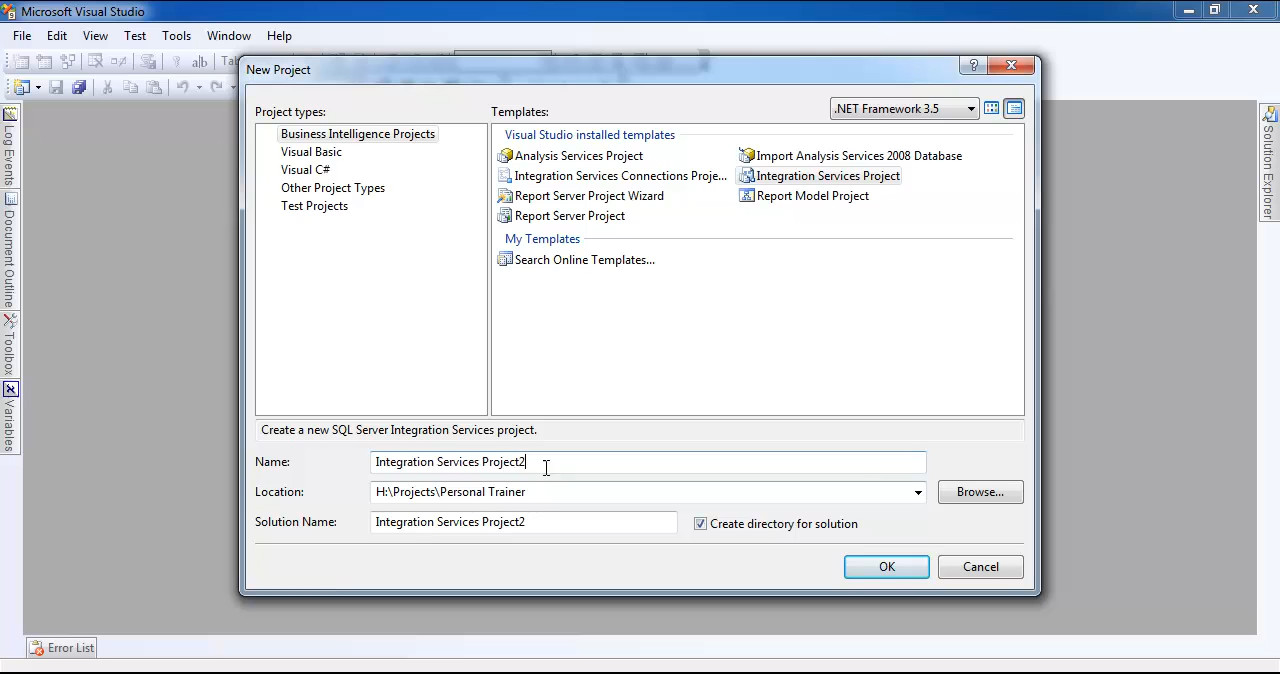 Microsoft Visual Studio
File Edit View Test Tools Window Help
New Project
Project types:
Templates:
.NET Framework 3.5
Business Intelligence Projects
Visual Basic
Visual C#
Other Project Types
Test Projects
Visual Studio installed templates
Analysis Services Project
Import Analysis Services 2008 Database
Integration Services Connections Proje...
Integration Services Project
Report Server Project Wizard
Report Model Project
Report Server Project
My Templates
Search Online Templates...
Create a new SQL Server Integration Services project.
Name: Integration Services Project2
Location: H:\Projects\Personal Trainer
Browse...
Solution Name: Integration Services Project2
Create directory for solution
OK
Cancel
Log Events
Document Outline
Toolbox
Variables
Solution Explorer
Error List